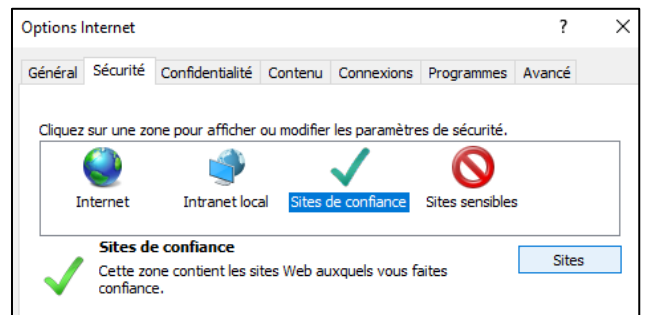 Options Internet ?
Général Sécurité Confidentialité Contenu Connexions Programmes Avancé
Cliquez sur une zone pour afficher ou modifier les paramètres de sécurité.
Internet Intranet local Sites de confiance Sites sensibles
Sites de confiance
Cette zone contient les sites Web auxquels vous faites
confiance.
Sites